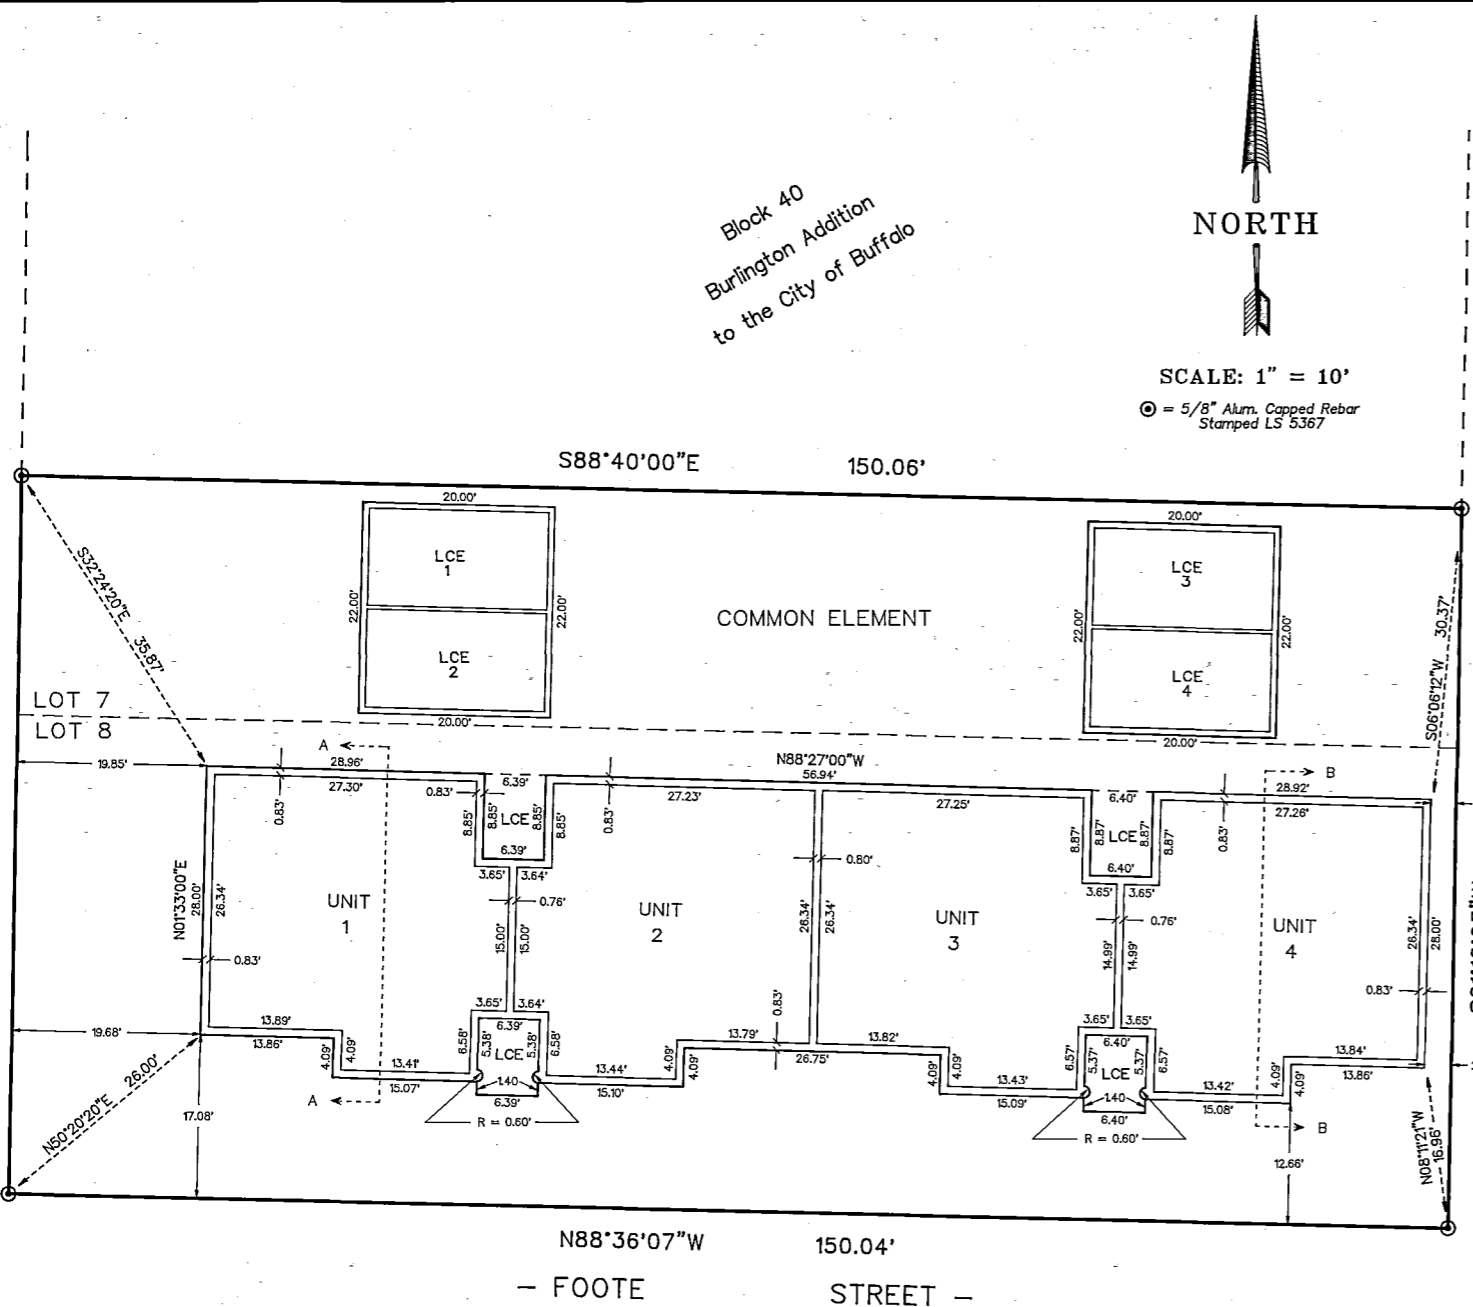 Block 40
Burlington Addition
to the City of Buffalo
NORTH
SCALE: 1" = 10'
= 5/8" Alum. Capped Rebar
Stamped LS 5367
S88°40'00"E 150.06'
20.00'
20.00'
LCE
1
LCE
3
S32°24'20"E 35.87'
22.00'
22.00'
COMMON ELEMENT
22.00'
22.00'
S06°06'12"W 30.37'
LCE
2
LCE
4
LOT 7
20.00'
20.00'
LOT 8
A
N88°27'00"W
B
19.85'
28.96'
6.39'
56.94'
6.40'
28.92'
27.30'
0.83'
27.23'
27.25'
27.26'
0.83'
8.85'
8.85'
LCE
8.85'
8.85'
0.83'
8.87'
8.87'
LCE
8.87'
8.87'
0.83'
6.39'
0.80'
6.40'
3.65'
3.64'
3.65'
3.65'
N01°33'00"E
28.00'
26.34'
UNIT
1
0.76'
UNIT
2
UNIT
3
0.76'
UNIT
4
15.00'
15.00'
26.34'
26.34'
14.99'
14.99'
26.34'
28.00'
0.83'
0.83'
3.65'
3.64'
0.83'
3.65'
3.65'
19.68'
13.89'
6.39'
13.79'
13.82'
6.40'
13.84'
13.86'
4.09'
4.09'
6.58'
5.38'
LCE
5.38'
6.58'
4.09'
4.09'
26.75'
4.09'
4.09'
6.57'
5.37'
LCE
5.37'
6.57'
4.09'
4.09'
13.86'
13.41'
13.44'
13.43'
13.42'
15.07'
1.40
15.10'
15.09'
1.40
15.08'
A
6.39'
6.40'
B
N50°20'20"E 26.00'
17.08'
R = 0.60'
R = 0.60'
12.66'
N08°11'21"W
16.96'
N88°36'07"W 150.04'
– FOOTE STREET –